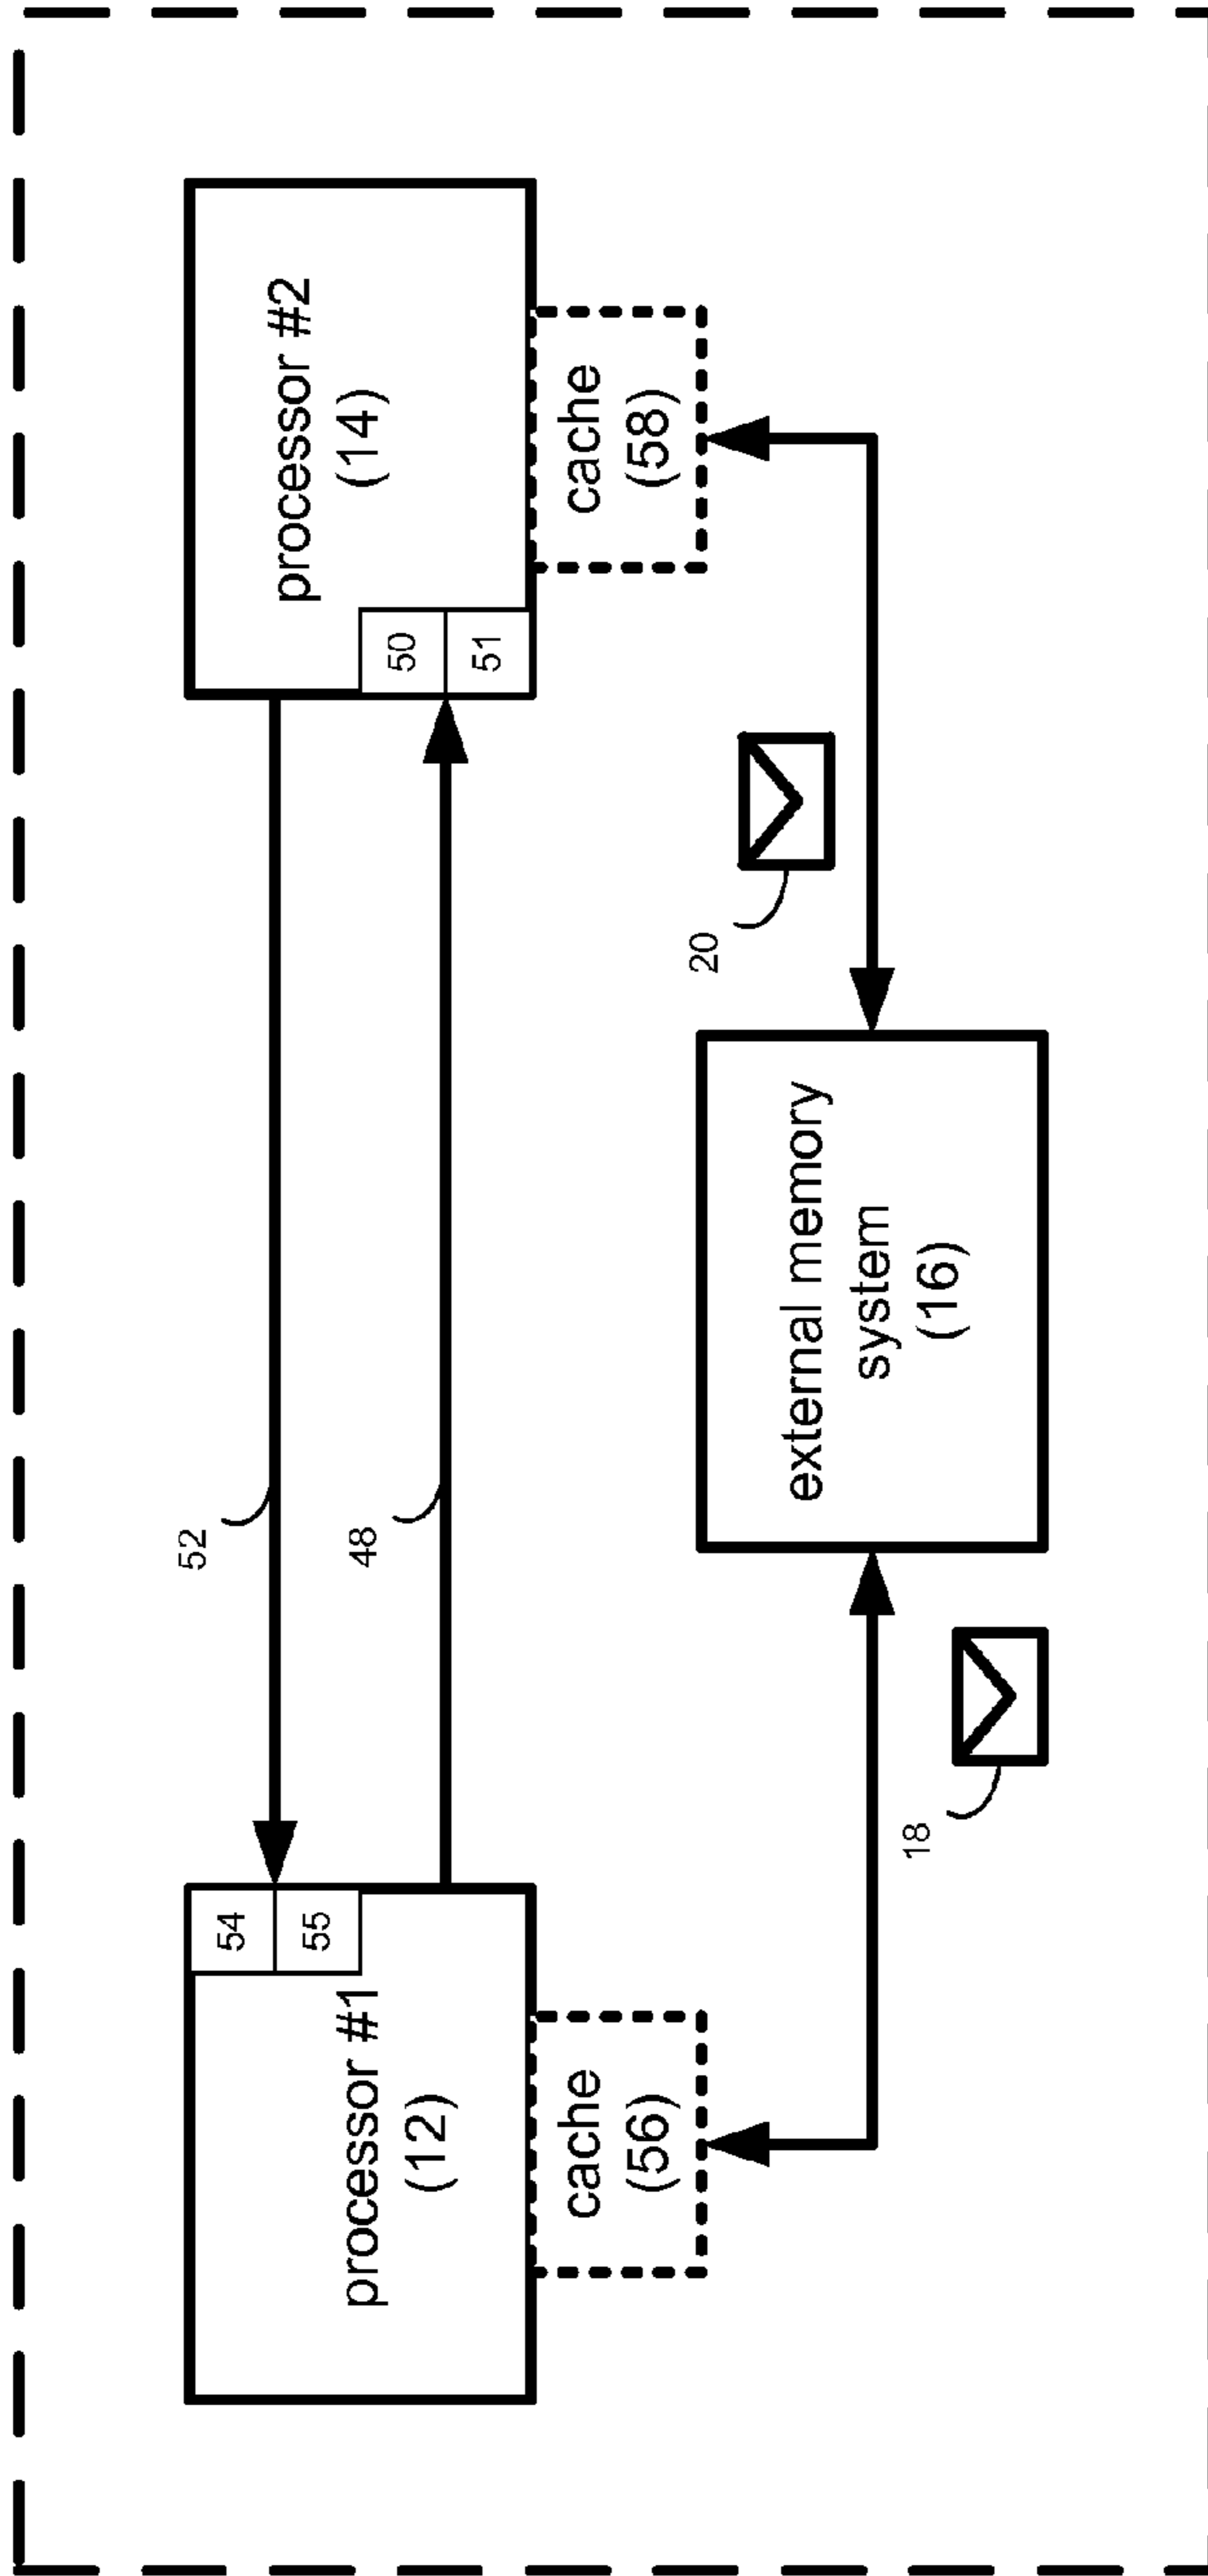 52
48
54
55
processor #1
(12)
cache
(56)
processor #2
(14)
50
51
cache
(58)
external memory
system
(16)
18
20